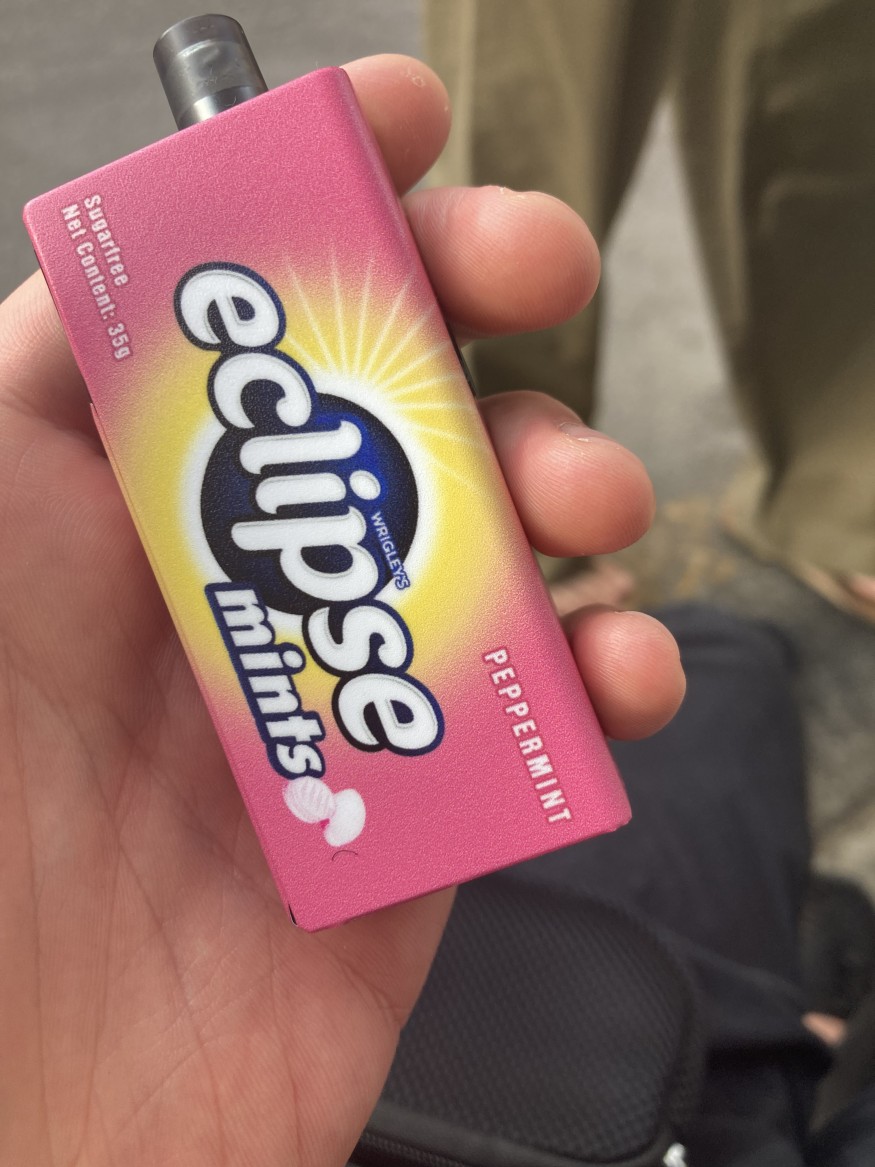 Sugarfree
Net Content: 35g
eclipse
WRIGLEY'S
mints
PEPPERMINT